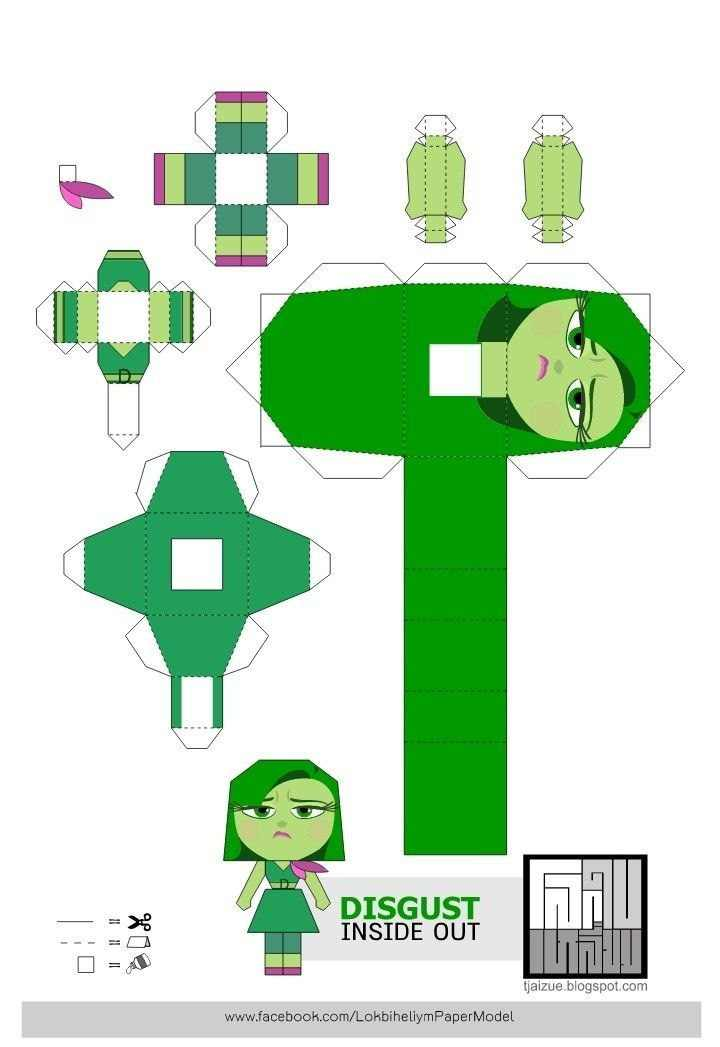 D
D
DISGUST
INSIDE OUT
=
=
=
tjaizue.blogspot.com
www.facebook.com/LokbiheliymPaperModel